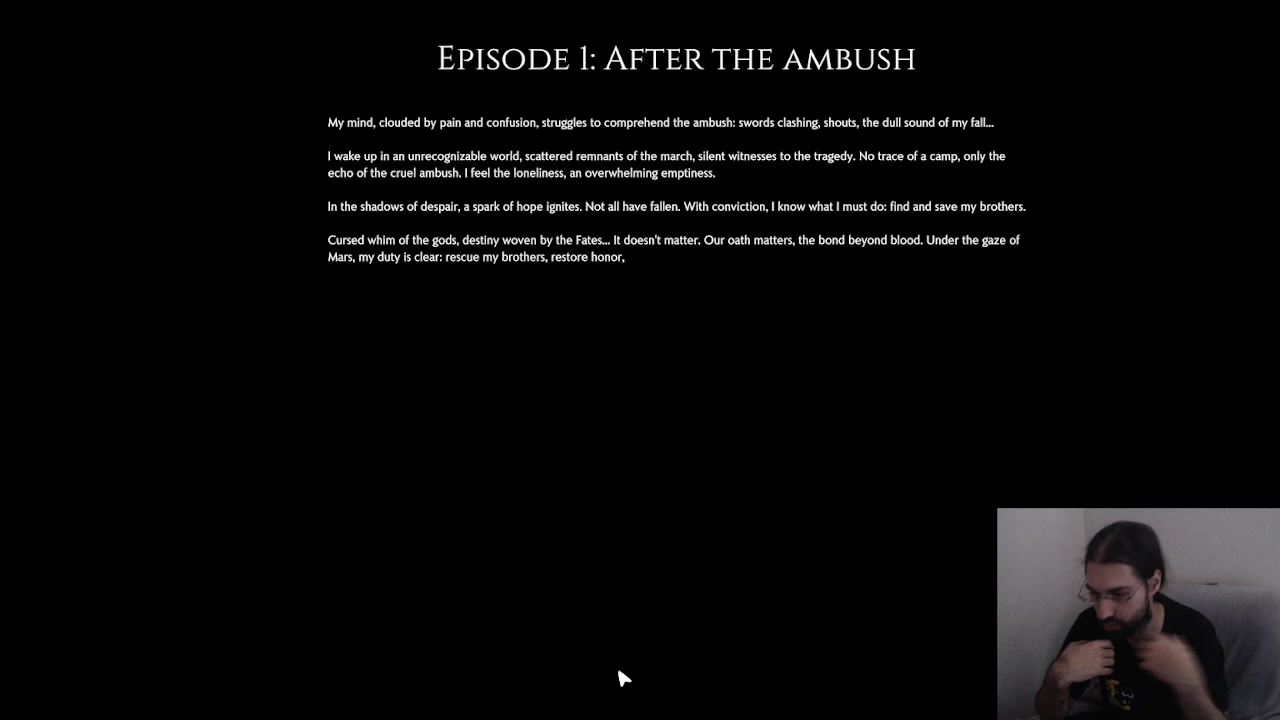 Episode 1: After the ambush
My mind, clouded by pain and confusion, struggles to comprehend the ambush: swords clashing, shouts, the dull sound of my fall...
I wake up in an unrecognizable world, scattered remnants of the march, silent witnesses to the tragedy. No trace of a camp, only the
echo of the cruel ambush. I feel the loneliness, an overwhelming emptiness.
In the shadows of despair, a spark of hope ignites. Not all have fallen. With conviction, I know what I must do: find and save my brothers.
Cursed whim of the gods, destiny woven by the Fates... It doesn't matter. Our oath matters, the bond beyond blood. Under the gaze of
Mars, my duty is clear: rescue my brothers, restore honor,